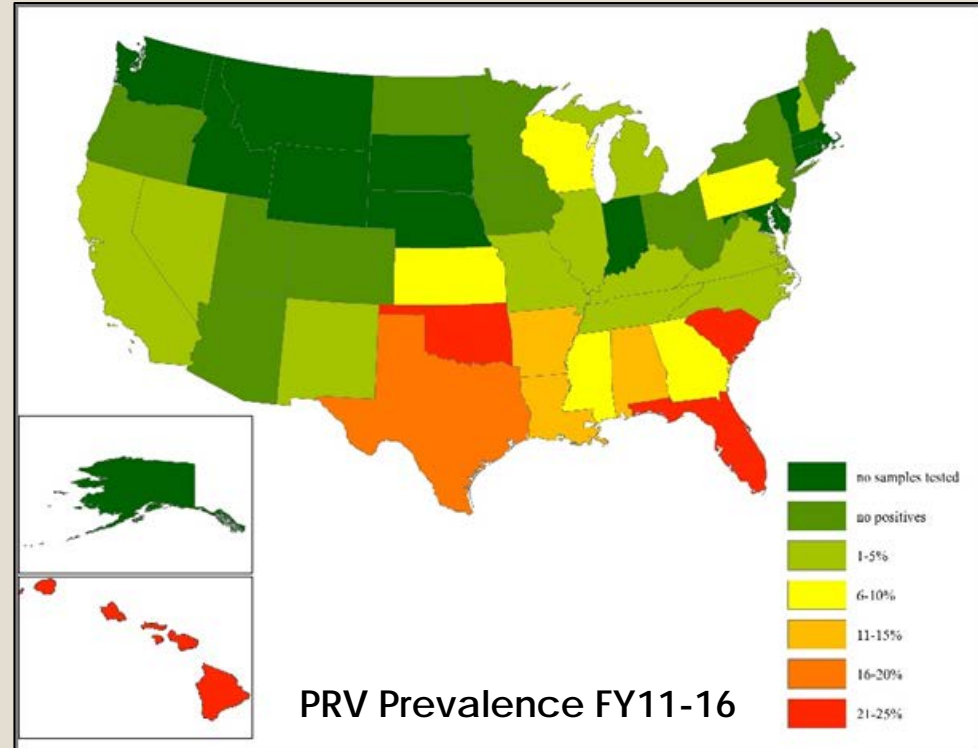 no samples tested
no positives
1-5%
6-10%
11-15%
16-20%
21-25%
PRV Prevalence FY11-16